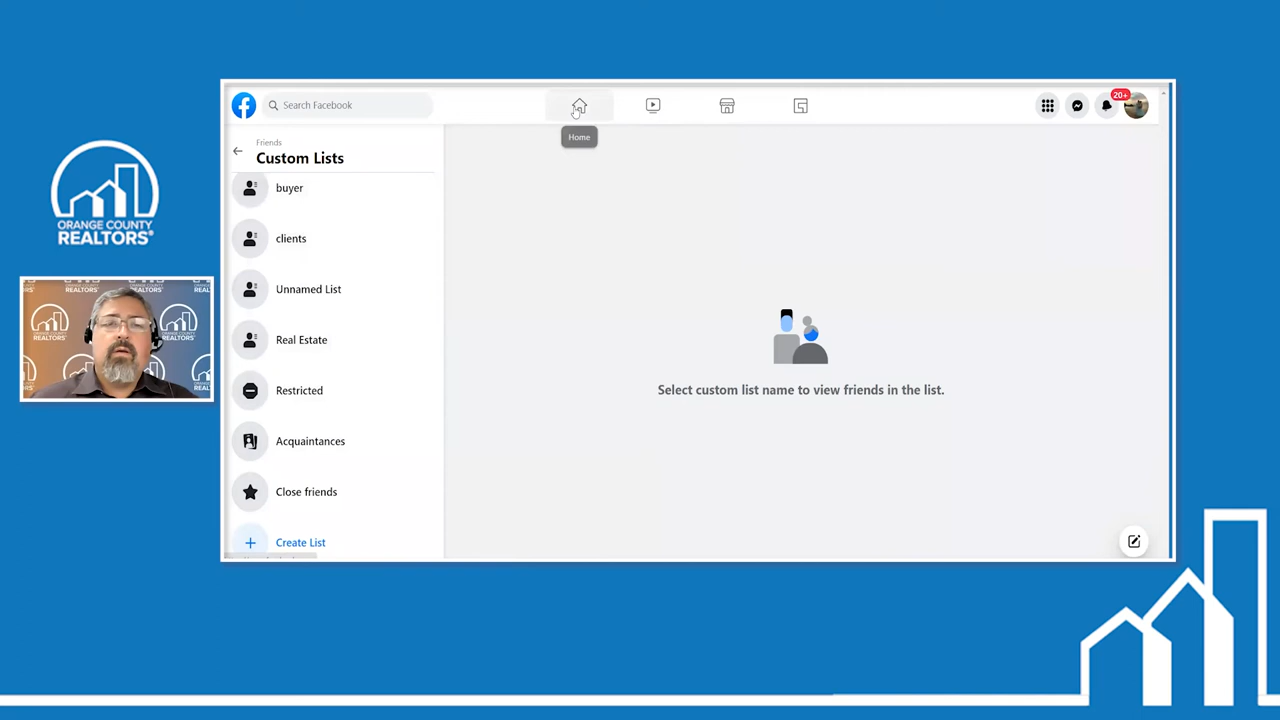 Search Facebook
20+
Home
Friends
Custom Lists
buyer
clients
Unnamed List
Real Estate
Restricted
Acquaintances
Close friends
Create List
Select custom list name to view friends in the list.
ORANGE COUNTY
REALTORS®